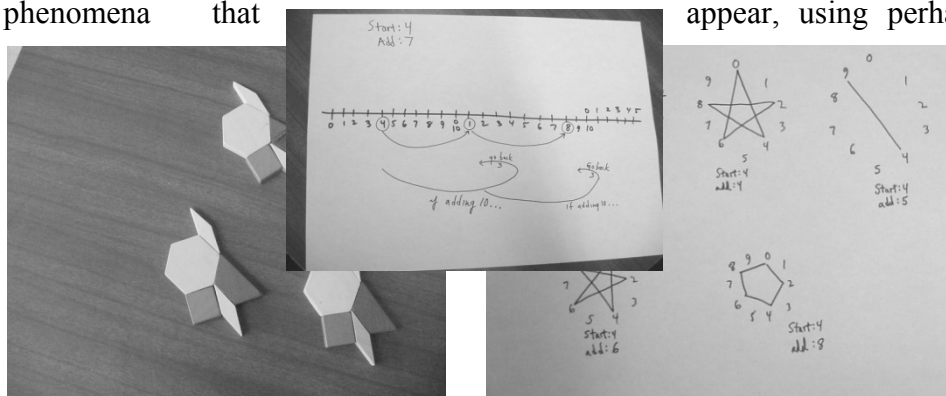 phenomena that appear, using perha
Start: 4
Add: 7
0 1 2 3 4 5
0 1 2 3 4 5 6 7 8 9 10 1 2 3 4 5 6 7 8 9 10
0
go back
3
go back
3
if adding 10...
if adding 10...
0
9 1
8 2
7 3
6 4
5
Start: 4
add: 4
0
9 1
8 2
3
6 4
5
Start: 4
add: 5
7 2
3
6 4
5
Start: 4
add: 6
9 0 1
8
7 2
6 3
5 4
Start: 4
add: 8